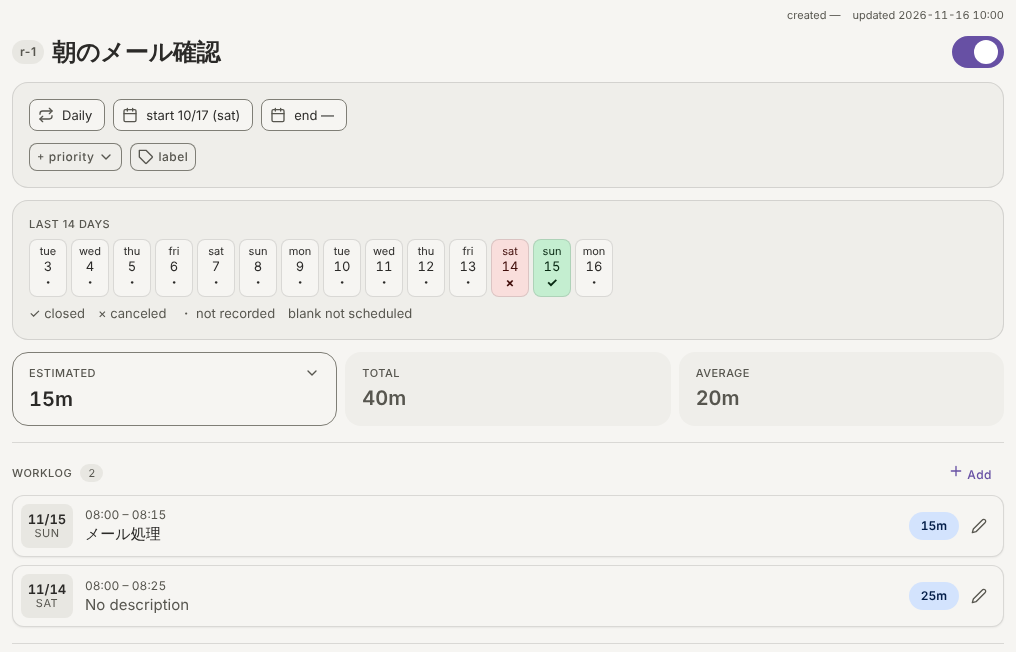 created — updated 2026-11-16 10:00
r-1 朝のメール確認
Daily start 10/17 (sat) end —
+ priority label
LAST 14 DAYS
tue wed thu fri sat sun mon tue wed thu fri sat sun mon
3 4 5 6 7 8 9 10 11 12 13 14 15 16
· · · · · · · · · · · × ✓ ·
✓ closed × canceled · not recorded blank not scheduled
ESTIMATED TOTAL AVERAGE
15m 40m 20m
WORKLOG 2 + Add
11/15 SUN 08:00 – 08:15
メール処理 15m
11/14 SAT 08:00 – 08:25
No description 25m